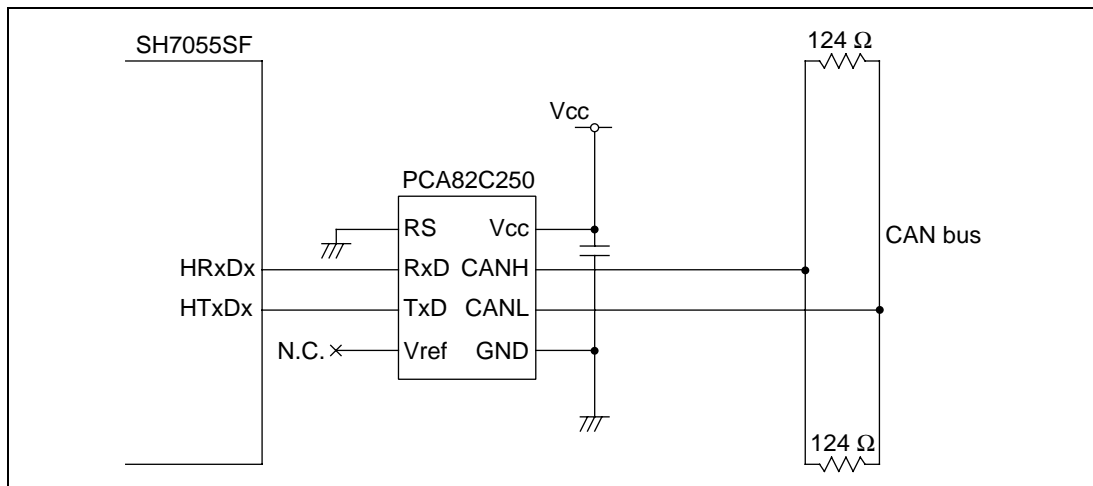 SH7055SF
124 Ω
Vcc
PCA82C250
RS Vcc
CAN bus
HRxDx RxD CANH
HTxDx TxD CANL
N.C. Vref GND
124 Ω